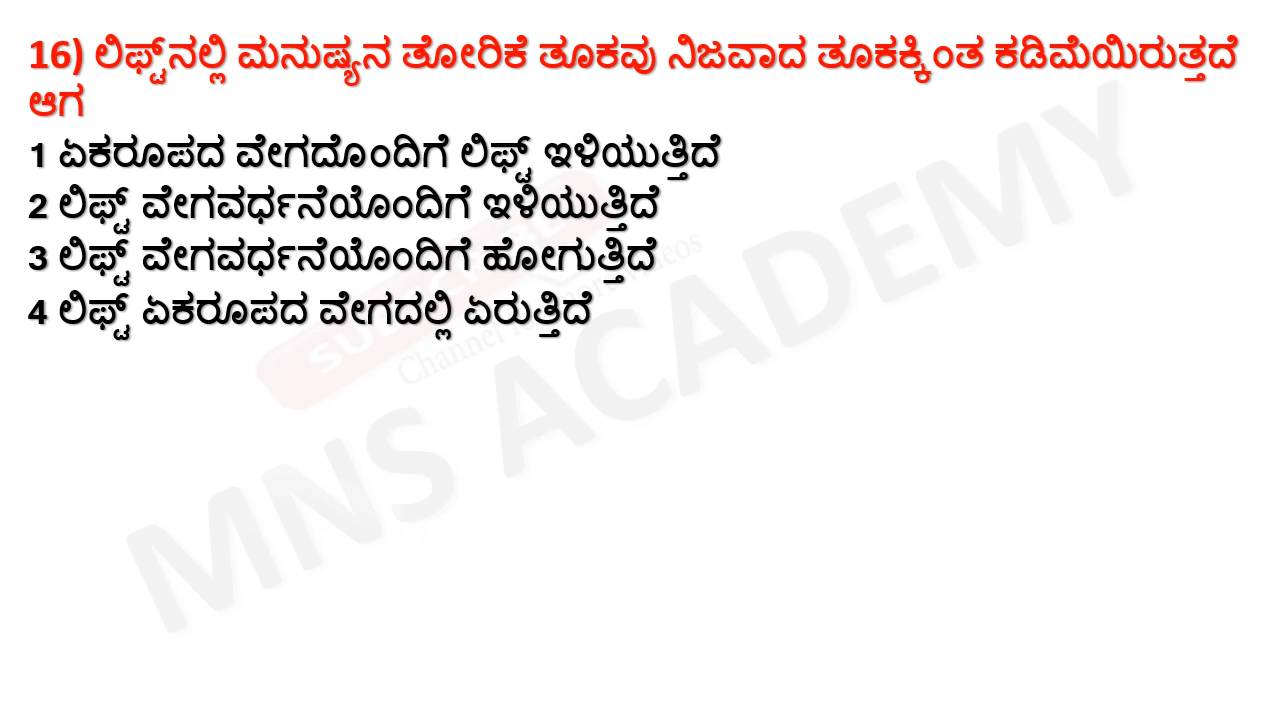 16) ಲಿಫ್ಟ್‌ನಲ್ಲಿ ಮನುಷ್ಯನ ತೋರಿಕೆ ತೂಕವು ನಿಜವಾದ ತೂಕಕ್ಕಿಂತ ಕಡಿಮೆಯಿರುತ್ತದೆ
ಆಗ
1 ಏಕರೂಪದ ವೇಗದೊಂದಿಗೆ ಲಿಫ್ಟ್ ಇಳಿಯುತ್ತಿದೆ
2 ಲಿಫ್ಟ್ ವೇಗವರ್ಧನೆಯೊಂದಿಗೆ ಇಳಿಯುತ್ತಿದೆ
3 ಲಿಫ್ಟ್ ವೇಗವರ್ಧನೆಯೊಂದಿಗೆ ಹೋಗುತ್ತಿದೆ
4 ಲಿಫ್ಟ್ ಏಕರೂಪದ ವೇಗದಲ್ಲಿ ಏರುತ್ತಿದೆ
MNS ACADEMY